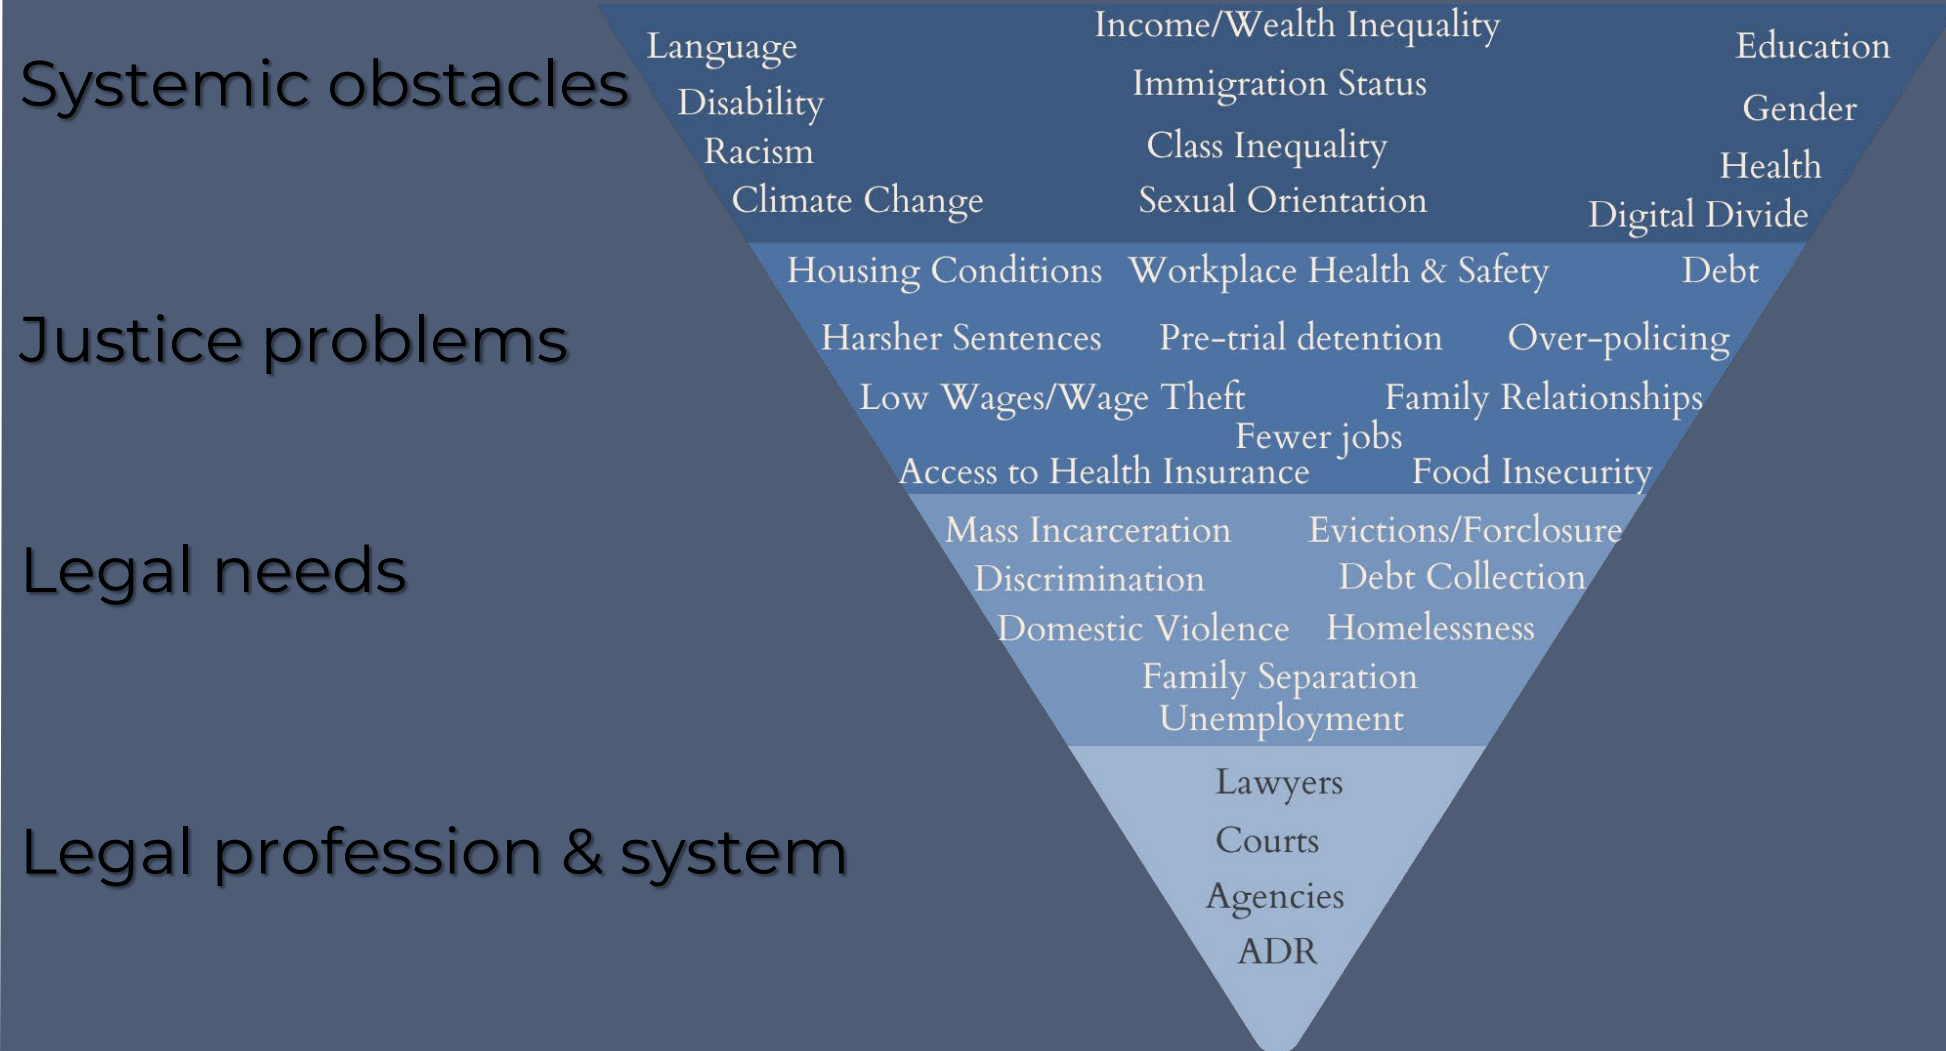 Systemic obstacles
Language
Income/Wealth Inequality
Education
Disability
Immigration Status
Gender
Racism
Class Inequality
Health
Climate Change
Sexual Orientation
Digital Divide
Justice problems
Housing Conditions
Workplace Health & Safety
Debt
Harsher Sentences
Pre-trial detention
Over-policing
Low Wages/Wage Theft
Family Relationships
Fewer jobs
Access to Health Insurance
Food Insecurity
Legal needs
Mass Incarceration
Evictions/Forclosure
Discrimination
Debt Collection
Domestic Violence
Homelessness
Family Separation
Unemployment
Legal profession & system
Lawyers
Courts
Agencies
ADR